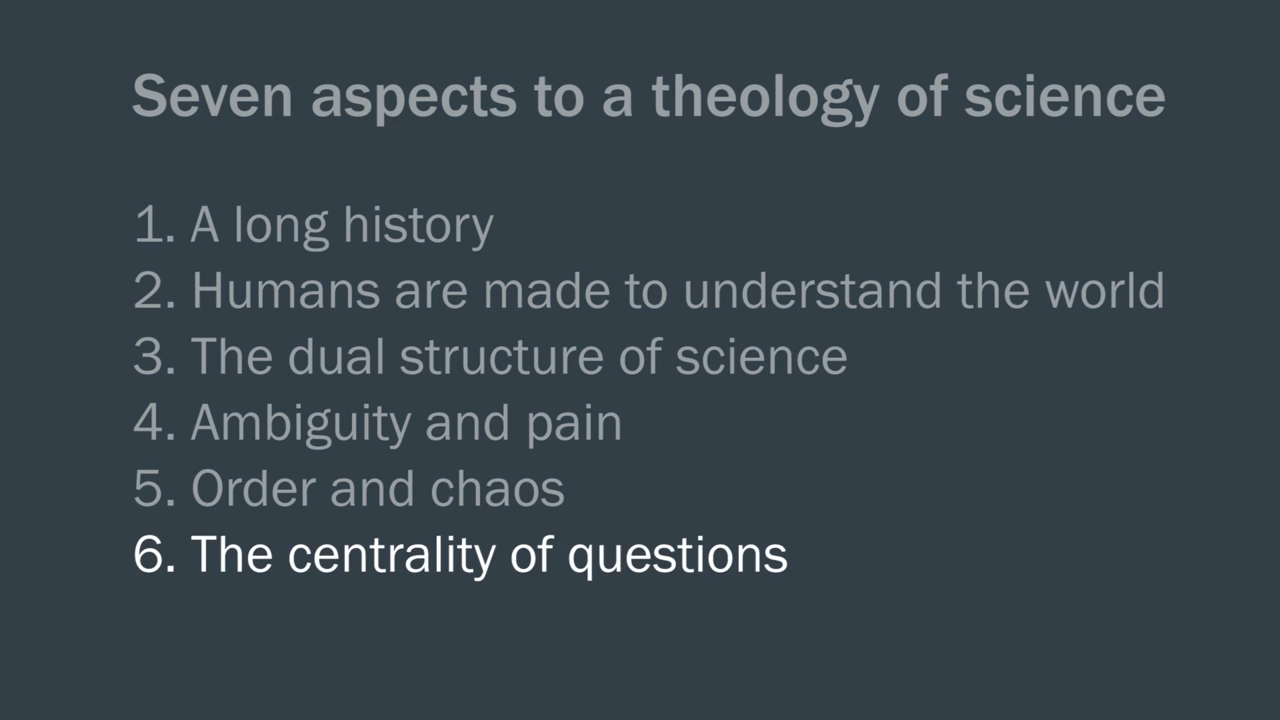 Seven aspects to a theology of science
1. A long history
2. Humans are made to understand the world
3. The dual structure of science
4. Ambiguity and pain
5. Order and chaos
6. The centrality of questions